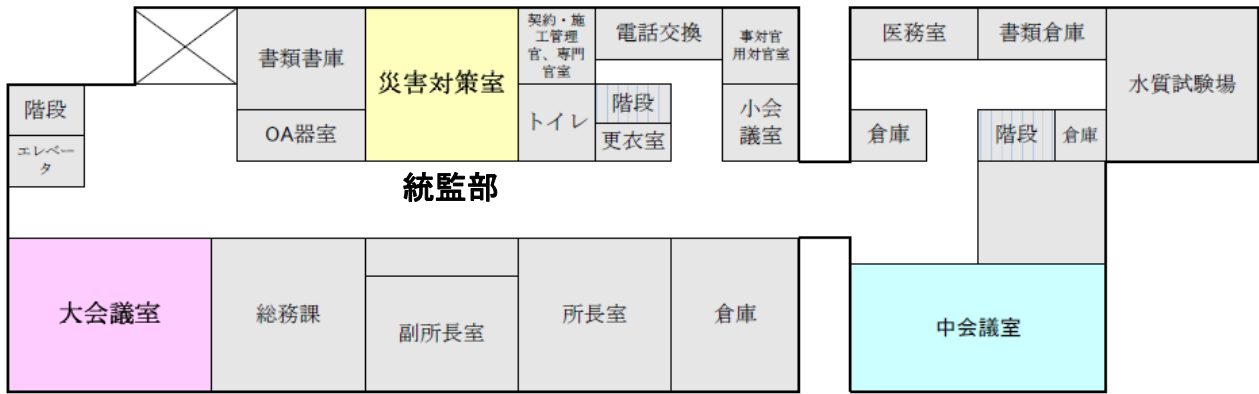 書類書庫
災害対策室
契約・施
工管理
官、専門
官室
電話交換
事対官
用対官室
医務室
書類倉庫
水質試験場
階段
エレベー
タ
OA器室
トイレ
階段
更衣室
小会
議室
倉庫
階段
倉庫
統監部
大会議室
総務課
副所長室
所長室
倉庫
中会議室